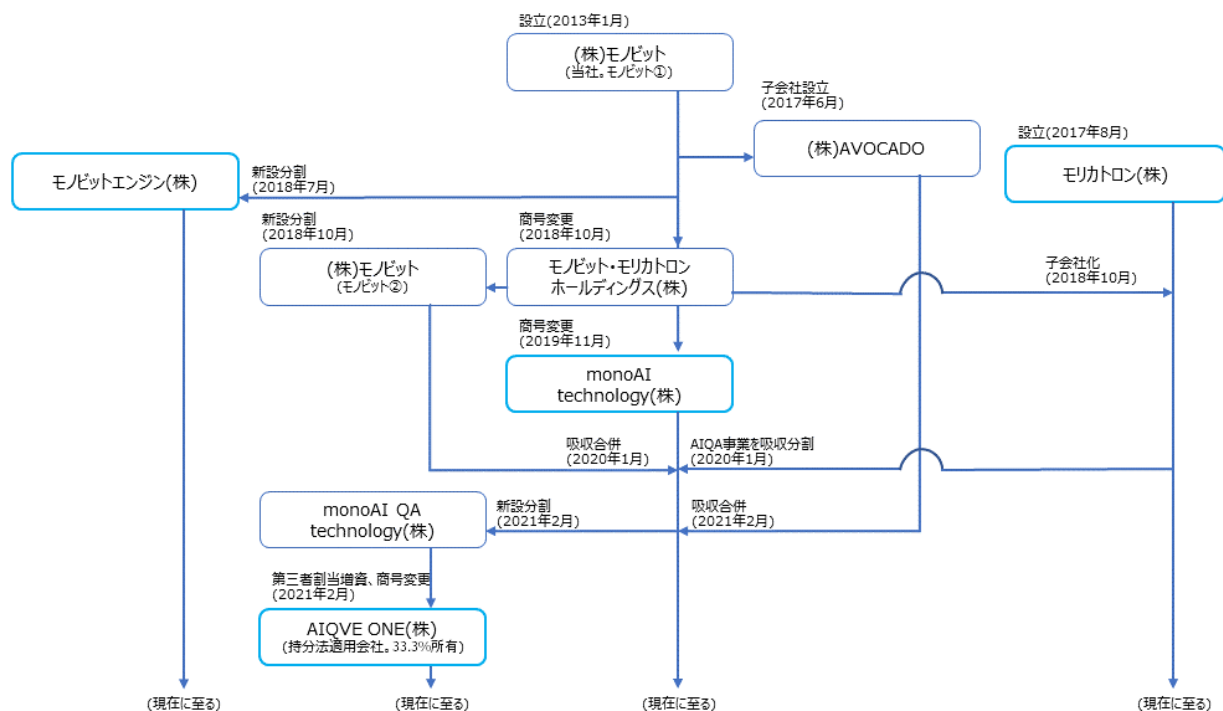 設立(2013年1月)
(株)モノビット
(当社。モノビット①)
子会社設立
(2017年6月)
(株)AVOCADO
設立(2017年8月)
モリカトロン(株)
モノビットエンジン(株)
新設分割
(2018年7月)
新設分割
(2018年10月)
商号変更
(2018年10月)
(株)モノビット
(モノビット②)
モノビット・モリカトロン
ホールディングス(株)
子会社化
(2018年10月)
商号変更
(2019年11月)
monoAI
technology(株)
吸収合併
(2020年1月)
AIQA事業を吸収分割
(2020年1月)
monoAI QA
technology(株)
新設分割
(2021年2月)
吸収合併
(2021年2月)
第三者割当増資、商号変更
(2021年2月)
AIQVE ONE(株)
(持分法適用会社。33.3%所有)
(現在に至る)
(現在に至る)
(現在に至る)
(現在に至る)